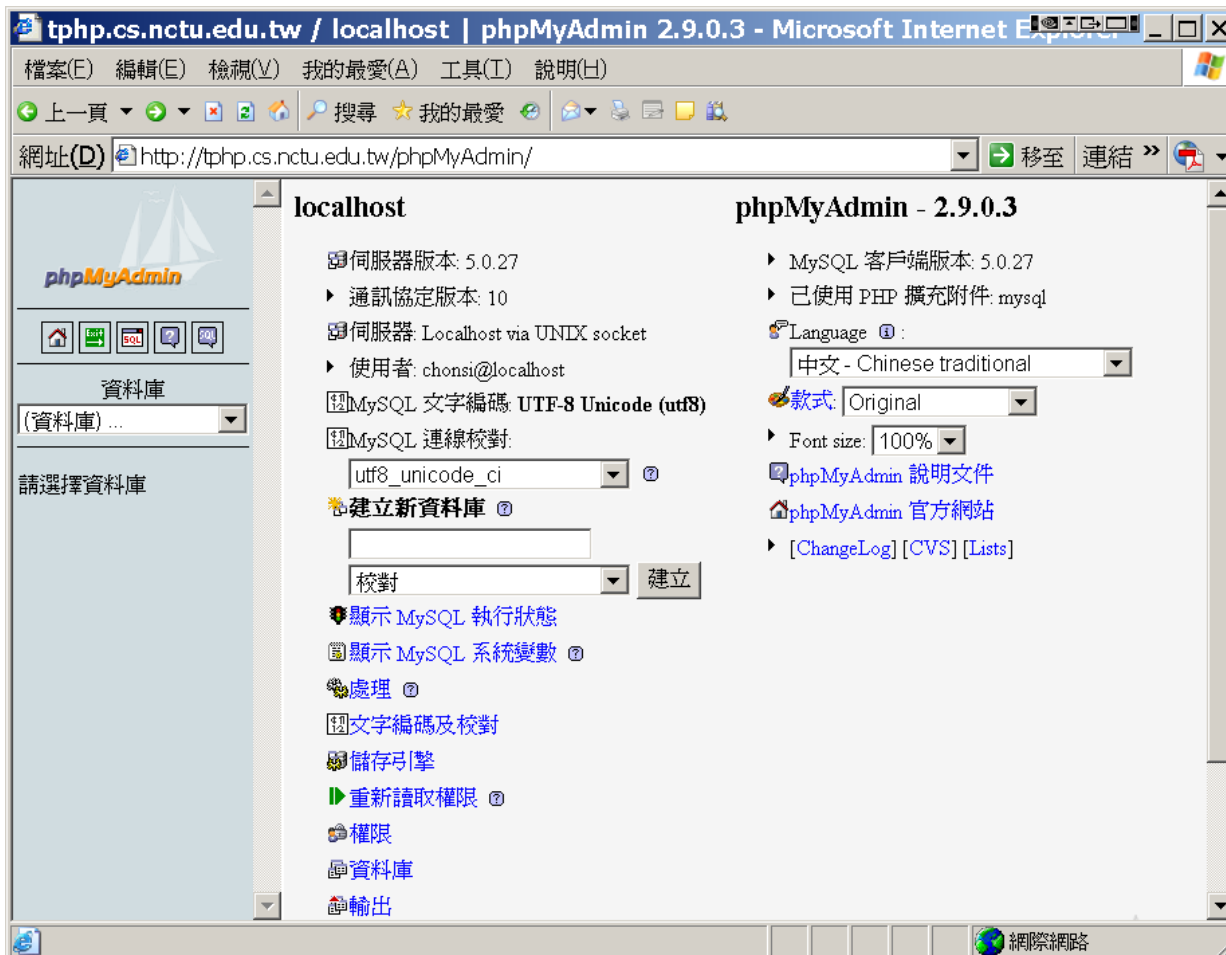 tphp.cs.nctu.edu.tw / localhost | phpMyAdmin 2.9.0.3 - Microsoft Internet
檔案(E) 編輯(E) 檢視(V) 我的最愛(A) 工具(T) 說明(H)
上一頁 搜尋 我的最愛
網址(D) http://tphp.cs.nctu.edu.tw/phpMyAdmin/ 移至 連結 »
phpMyAdmin
Exit SQL SQL
資料庫
(資料庫) ...
請選擇資料庫
localhost
伺服器版本: 5.0.27
通訊協定版本: 10
伺服器: Localhost via UNIX socket
使用者: chonsi@localhost
MySQL 文字編碼: UTF-8 Unicode (utf8)
MySQL 連線校對:
utf8_unicode_ci
建立新資料庫
校對 建立
顯示 MySQL 執行狀態
顯示 MySQL 系統變數
處理
文字編碼及校對
儲存引擎
重新讀取權限
權限
資料庫
輸出
phpMyAdmin - 2.9.0.3
MySQL 客戶端版本: 5.0.27
已使用 PHP 擴充附件: mysql
Language :
中文 - Chinese traditional
款式: Original
Font size: 100%
phpMyAdmin 說明文件
phpMyAdmin 官方網站
[ChangeLog] [CVS] [Lists]
網際網路